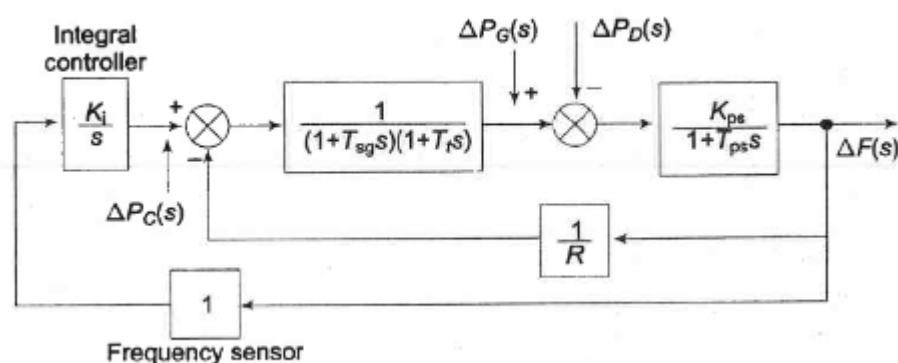 Integral
controller
K_i
s
+
−
ΔP_C(s)
1
(1+T_sg s)(1+T_t s)
ΔP_G(s)
+
ΔP_D(s)
−
K_ps
1+T_ps s
ΔF(s)
1
R
1
Frequency sensor